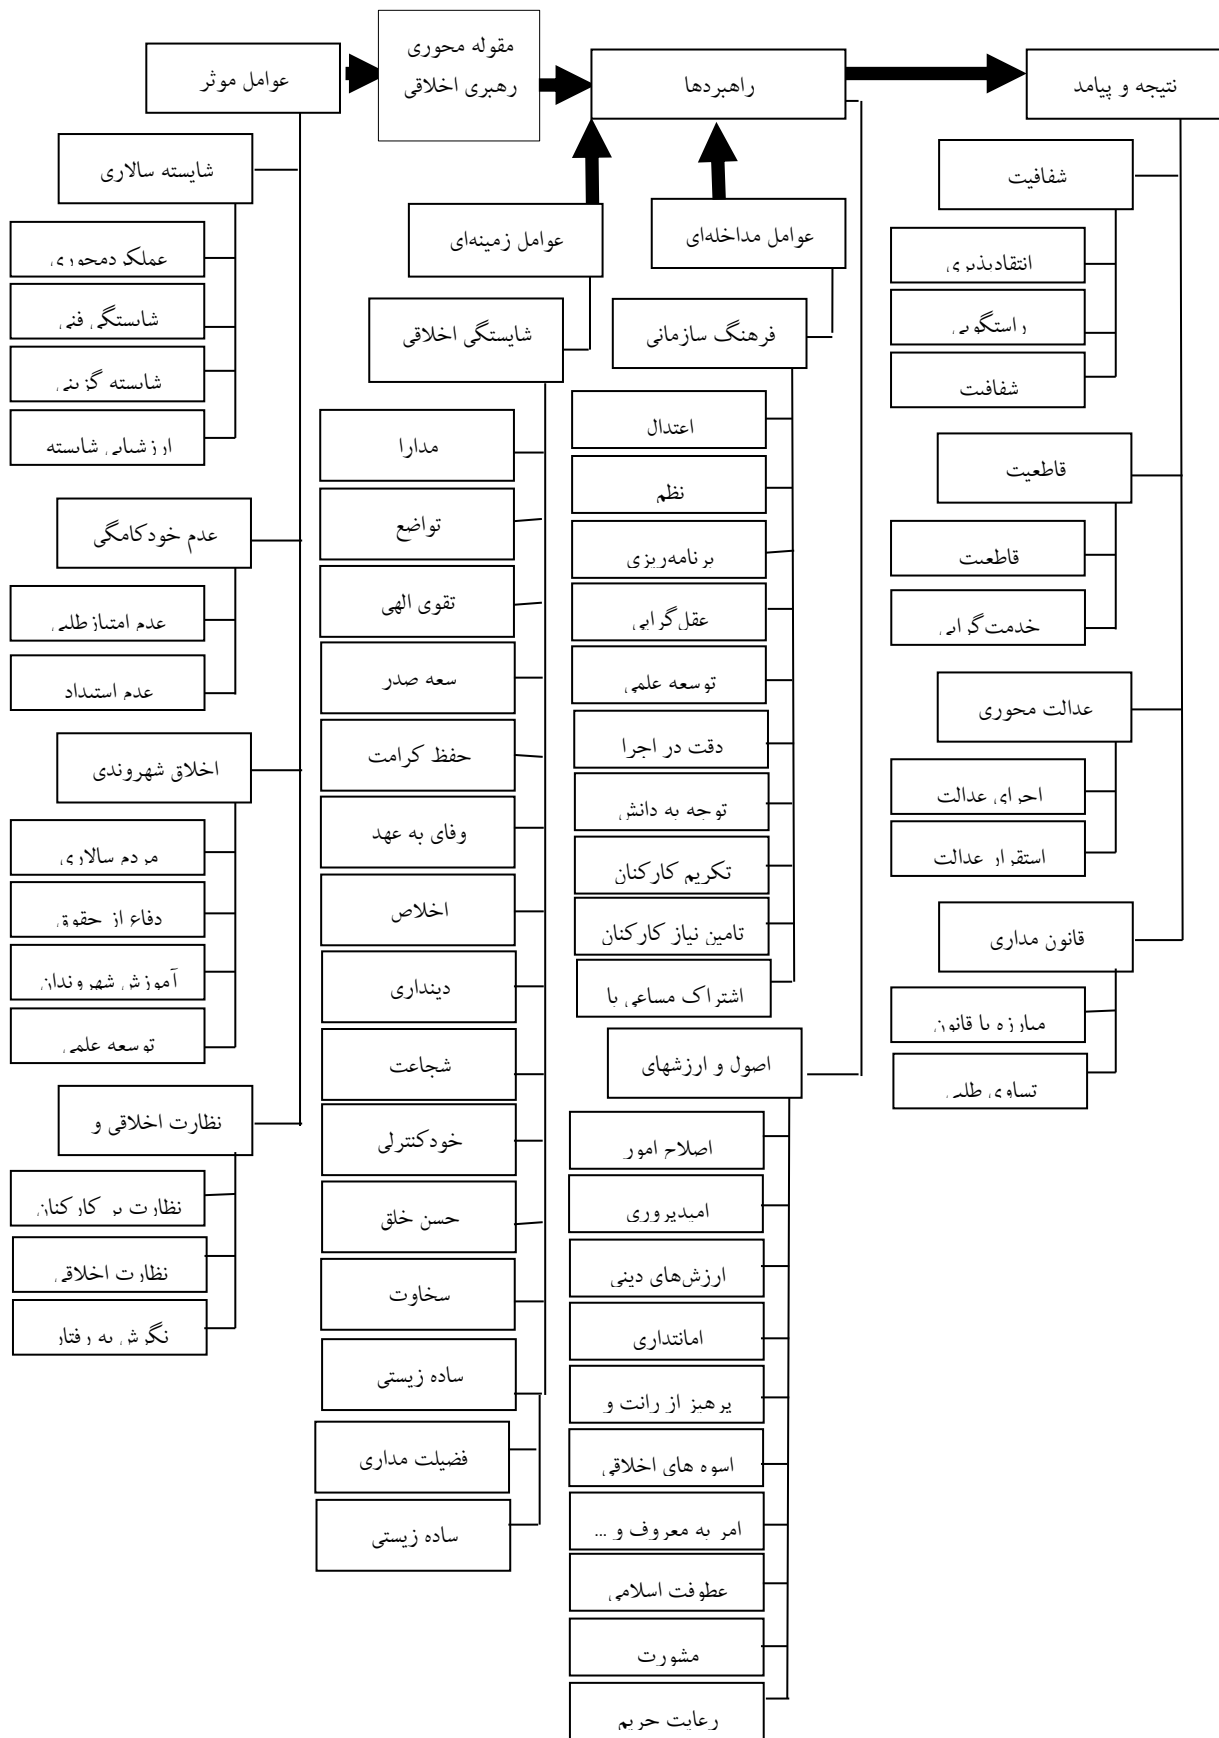 عوامل موثر
مقوله محوری
رهبری اخلاقی
راهبردها
نتیجه و پیامد
شایسته سالاری
عملکردمحوری
شایستگی فنی
شایسته گزینی
ارزشیابی شایسته
عدم خودکامگی
عدم امتیازطلبی
عدم استبداد
اخلاق شهروندی
مردم سالاری
دفاع از حقوق
آموزش شهروندان
توسعه علمی
نظارت اخلاقی و
نظارت بر کارکنان
نظارت اخلاقی
نگرش به رفتار
عوامل زمینه‌ای
شایستگی اخلاقی
مدارا
تواضع
تقوی الهی
سعه صدر
حفظ کرامت
وفای به عهد
اخلاص
دینداری
شجاعت
خودکنترلی
حسن خلق
سخاوت
ساده زیستی
فضیلت مداری
ساده زیستی
عوامل مداخله‌ای
فرهنگ سازمانی
اعتدال
نظم
برنامه‌ریزی
عقل‌گرایی
توسعه علمی
دقت در اجرا
توجه به دانش
تکریم کارکنان
تامین نیاز کارکنان
اشتراک مساعی با
اصول و ارزشهای
اصلاح امور
امیدپروری
ارزش‌های دینی
امانتداری
پرهیز از رانت و
اسوه های اخلاقی
امر به معروف و ...
عطوفت اسلامی
مشورت
رعایت حریم
شفافیت
انتقادپذیری
راستگویی
شفافیت
قاطعیت
قاطعیت
خدمت‌گرایی
عدالت محوری
اجرای عدالت
استقرار عدالت
قانون مداری
مبارزه با قانون
تساوی طلبی